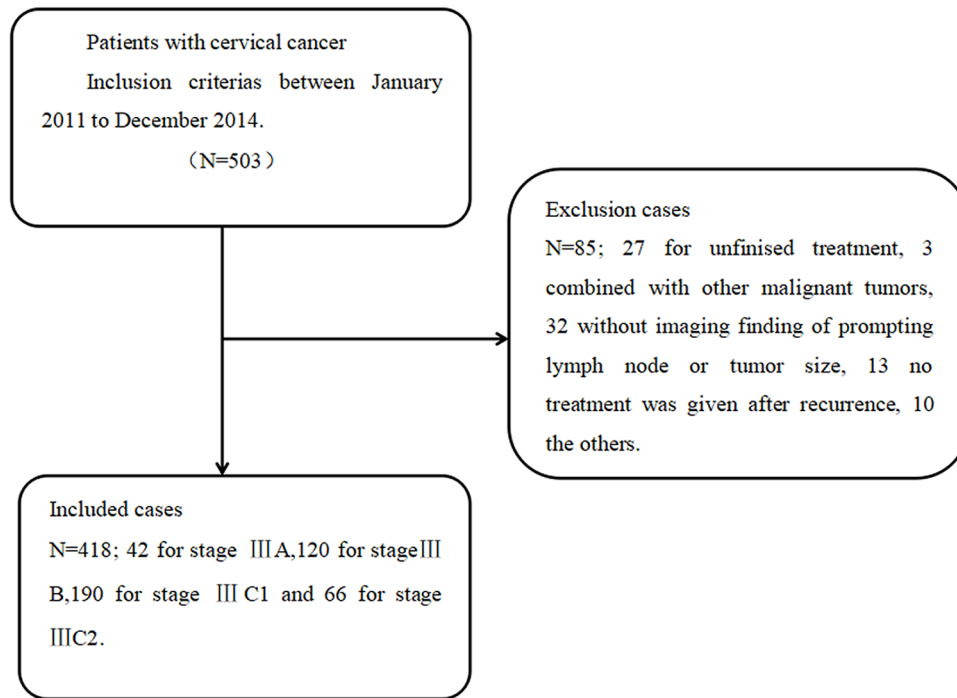 Patients with cervical cancer
Inclusion criterias between January
2011 to December 2014.
（N=503）
Exclusion cases
N=85; 27 for unfinised treatment, 3
combined with other malignant tumors,
32 without imaging finding of prompting
lymph node or tumor size, 13 no
treatment was given after recurrence, 10
the others.
Included cases
N=418; 42 for stage ⅢA,120 for stageⅢ
B,190 for stage ⅢC1 and 66 for stage
ⅢC2.